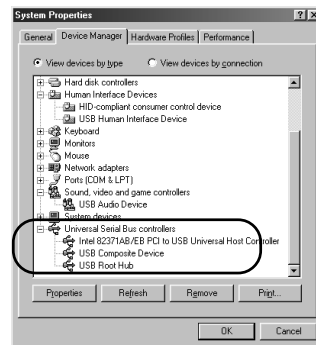 System Properties
General Device Manager Hardware Profiles Performance
View devices by type View devices by connection
Hard disk controllers
Human Interface Devices
HID-compliant consumer control device
USB Human Interface Device
Keyboard
Monitors
Mouse
Network adapters
Ports (COM & LPT)
Sound, video and game controllers
USB Audio Device
System devices
Universal Serial Bus controllers
Intel 82371AB/EB PCI to USB Universal Host Controller
USB Composite Device
USB Root Hub
Properties Refresh Remove Print...
OK Cancel